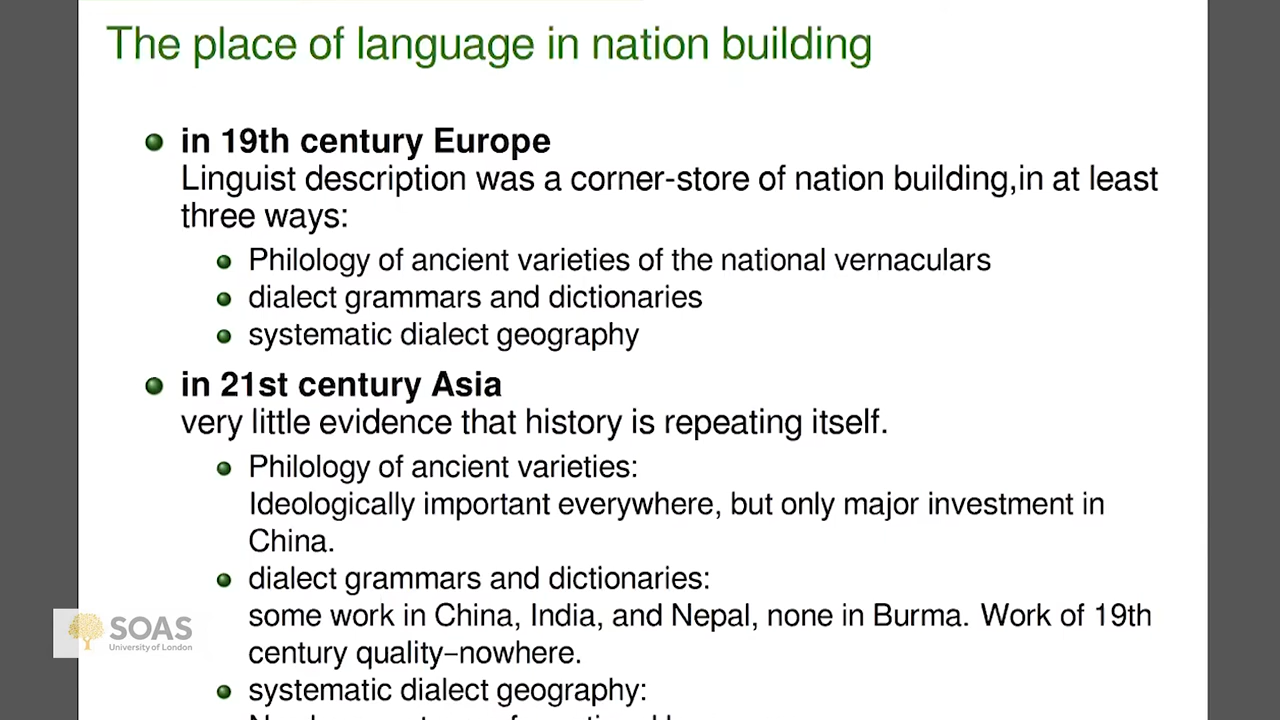 The place of language in nation building
in 19th century Europe
Linguist description was a corner-store of nation building,in at least
three ways:
Philology of ancient varieties of the national vernaculars
dialect grammars and dictionaries
systematic dialect geography
in 21st century Asia
very little evidence that history is repeating itself.
Philology of ancient varieties:
Ideologically important everywhere, but only major investment in
China.
dialect grammars and dictionaries:
some work in China, India, and Nepal, none in Burma. Work of 19th
century quality–nowhere.
systematic dialect geography:
SOAS
University of London